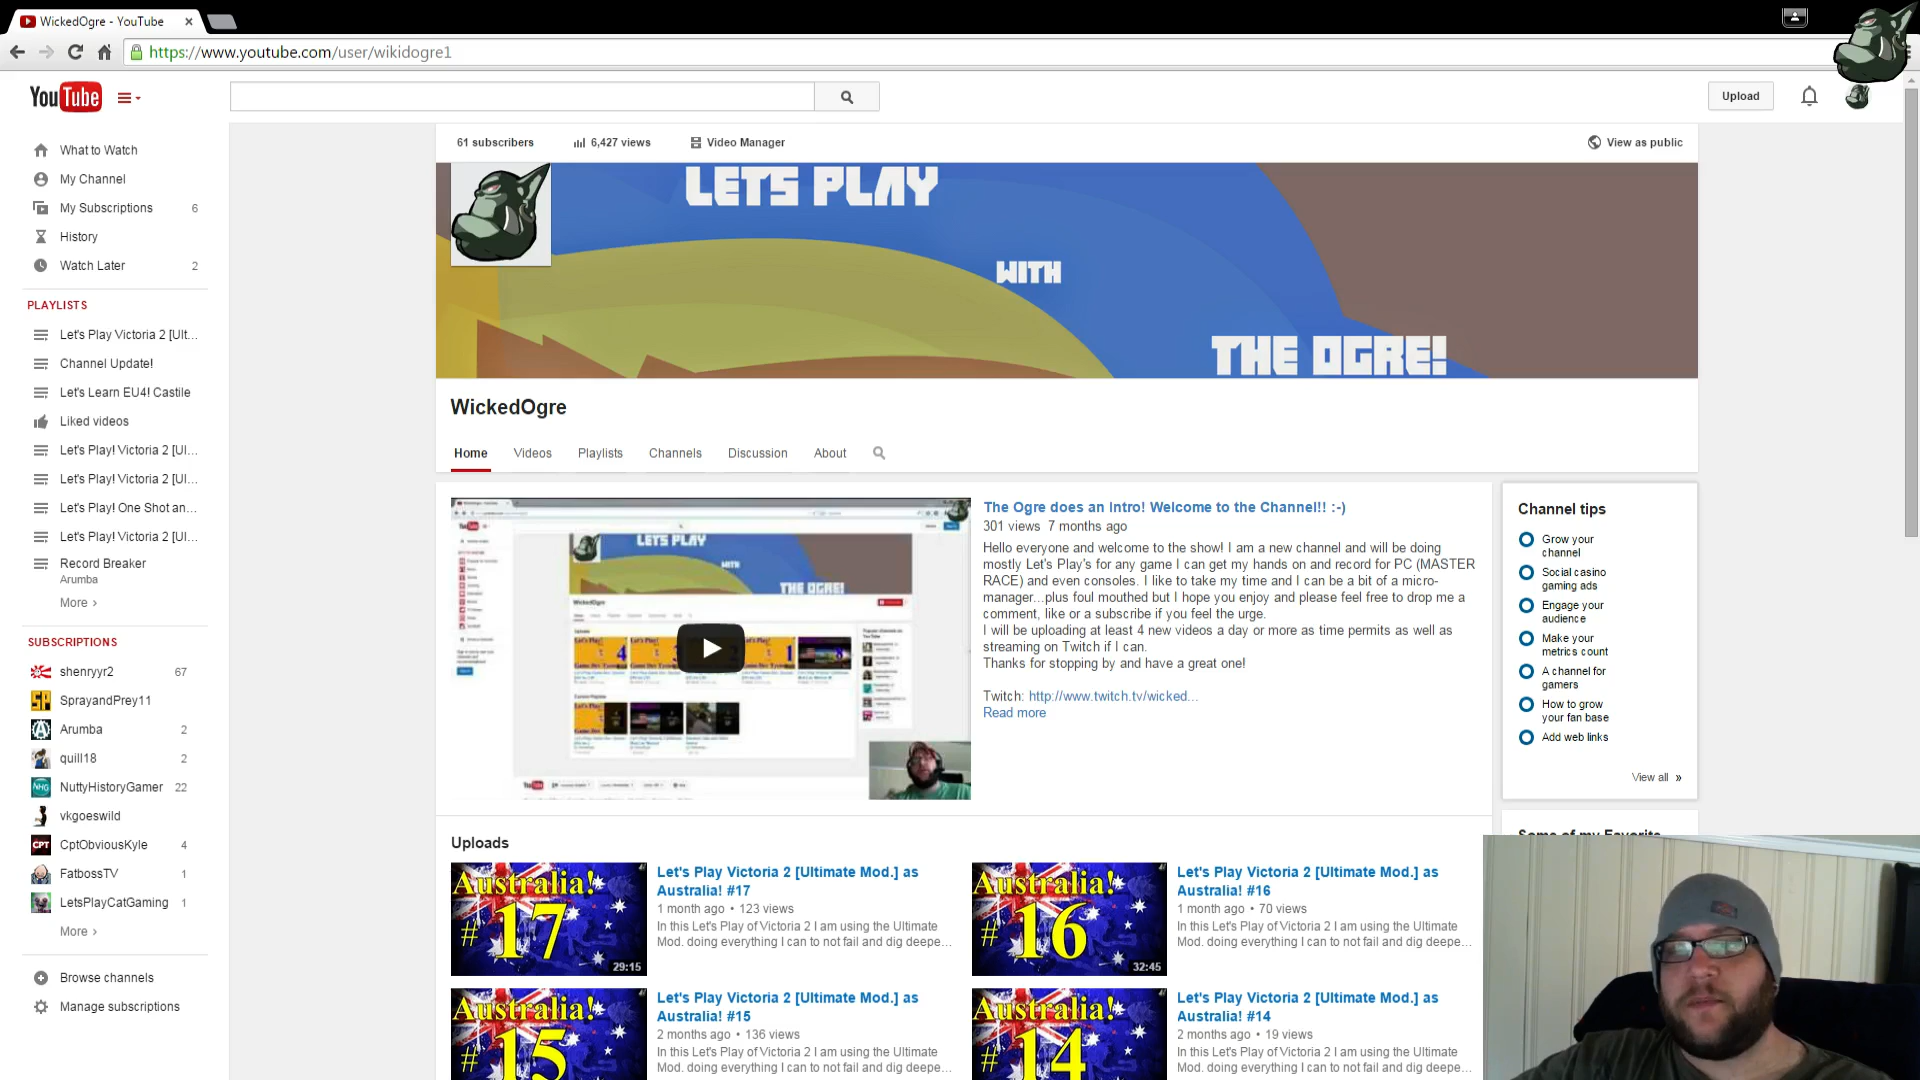 WickedOgre - YouTube
https://www.youtube.com/user/wikidogre1
YouTube
Upload
What to Watch
My Channel
My Subscriptions 6
History
Watch Later 2
PLAYLISTS
Let's Play Victoria 2 [Ult...
Channel Update!
Let's Learn EU4! Castile
Liked videos
Let's Play! Victoria 2 [Ul...
Let's Play! Victoria 2 [Ul...
Let's Play! One Shot an...
Let's Play! Victoria 2 [Ul...
Record Breaker
Arumba
More ›
SUBSCRIPTIONS
shenryyr2 67
SprayandPrey11
Arumba 2
quill18 2
NuttyHistoryGamer 22
vkgoeswild
CptObviousKyle 4
FatbossTV 1
LetsPlayCatGaming 1
More ›
Browse channels
Manage subscriptions
61 subscribers 6,427 views Video Manager View as public
LETS PLAY
WITH
THE OGRE!
WickedOgre
Home Videos Playlists Channels Discussion About
LETS PLAY
WITH
THE OGRE!
The Ogre does an Intro! Welcome to the Channel!! :-)
301 views 7 months ago
Hello everyone and welcome to the show! I am a new channel and will be doing
mostly Let's Play's for any game I can get my hands on and record for PC (MASTER
RACE) and even consoles. I like to take my time and I can be a bit of a micro-
manager...plus foul mouthed but I hope you enjoy and please feel free to drop me a
comment, like or a subscribe if you feel the urge.
I will be uploading at least 4 new videos a day or more as time permits as well as
streaming on Twitch if I can.
Thanks for stopping by and have a great one!
Twitch: http://www.twitch.tv/wicked...
Read more
Channel tips
Grow your
channel
Social casino
gaming ads
Engage your
audience
Make your
metrics count
A channel for
gamers
How to grow
your fan base
Add web links
View all »
Some of my Favorite
Uploads
Australia!
# 17
29:15
Let's Play Victoria 2 [Ultimate Mod.] as
Australia! #17
1 month ago • 123 views
In this Let's Play of Victoria 2 I am using the Ultimate
Mod. doing everything I can to not fail and dig deepe...
Australia!
# 16
32:45
Let's Play Victoria 2 [Ultimate Mod.] as
Australia! #16
1 month ago • 70 views
In this Let's Play of Victoria 2 I am using the Ultimate
Mod. doing everything I can to not fail and dig deepe...
Australia!
# 15
Let's Play Victoria 2 [Ultimate Mod.] as
Australia! #15
2 months ago • 136 views
In this Let's Play of Victoria 2 I am using the Ultimate
Mod. doing everything I can to not fail and dig deepe...
Australia!
# 14
Let's Play Victoria 2 [Ultimate Mod.] as
Australia! #14
2 months ago • 19 views
In this Let's Play of Victoria 2 I am using the Ultimate
Mod. doing everything I can to not fail and dig deepe...